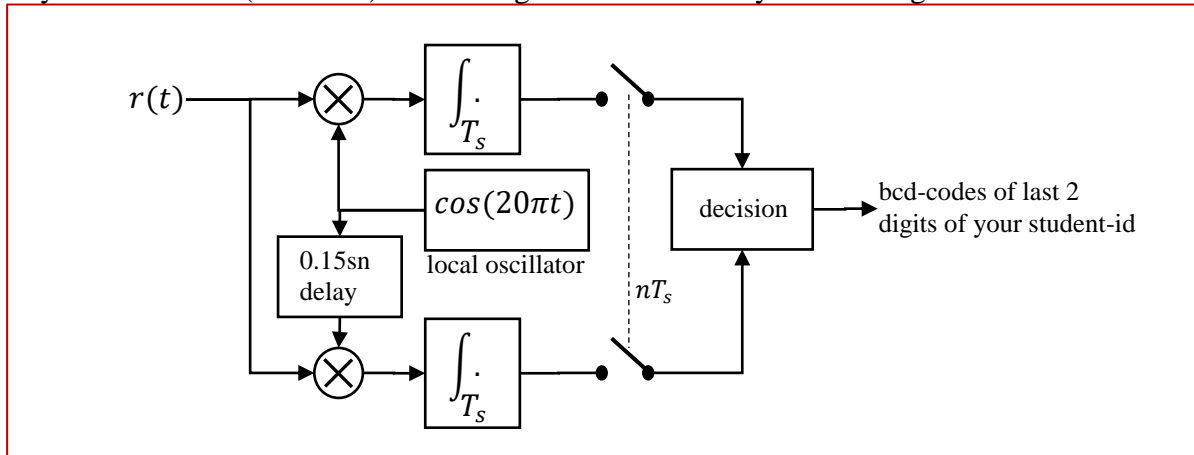 r(t)
∫ .
T_s
cos(20πt)
local oscillator
0.15sn
delay
∫ .
T_s
nT_s
decision
bcd-codes of last 2
digits of your student-id